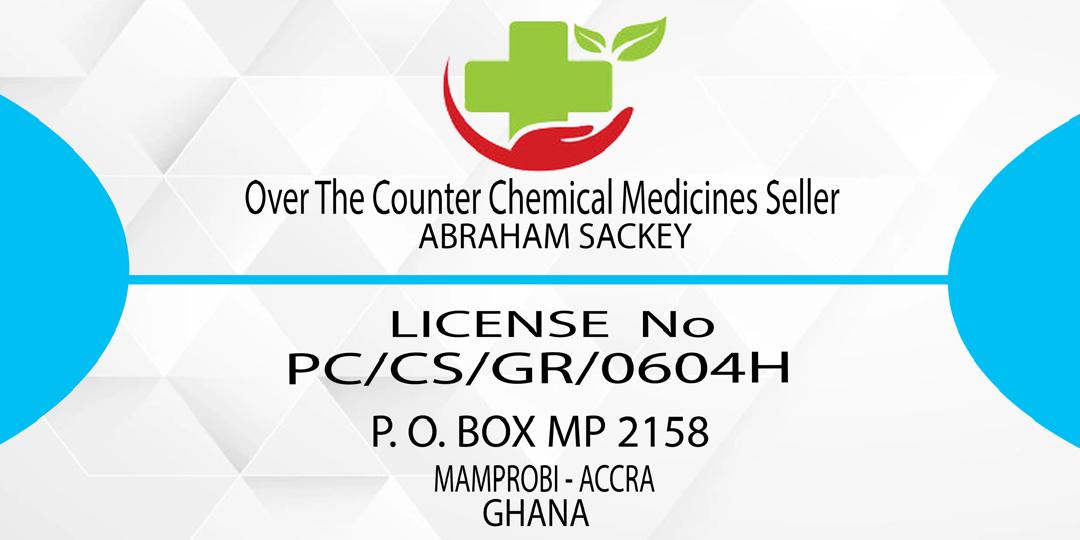 Over The Counter Chemical Medicines Seller
ABRAHAM SACKEY
LICENSE No
PC/CS/GR/0604H
P. O. BOX MP 2158
MAMPROBI - ACCRA
GHANA